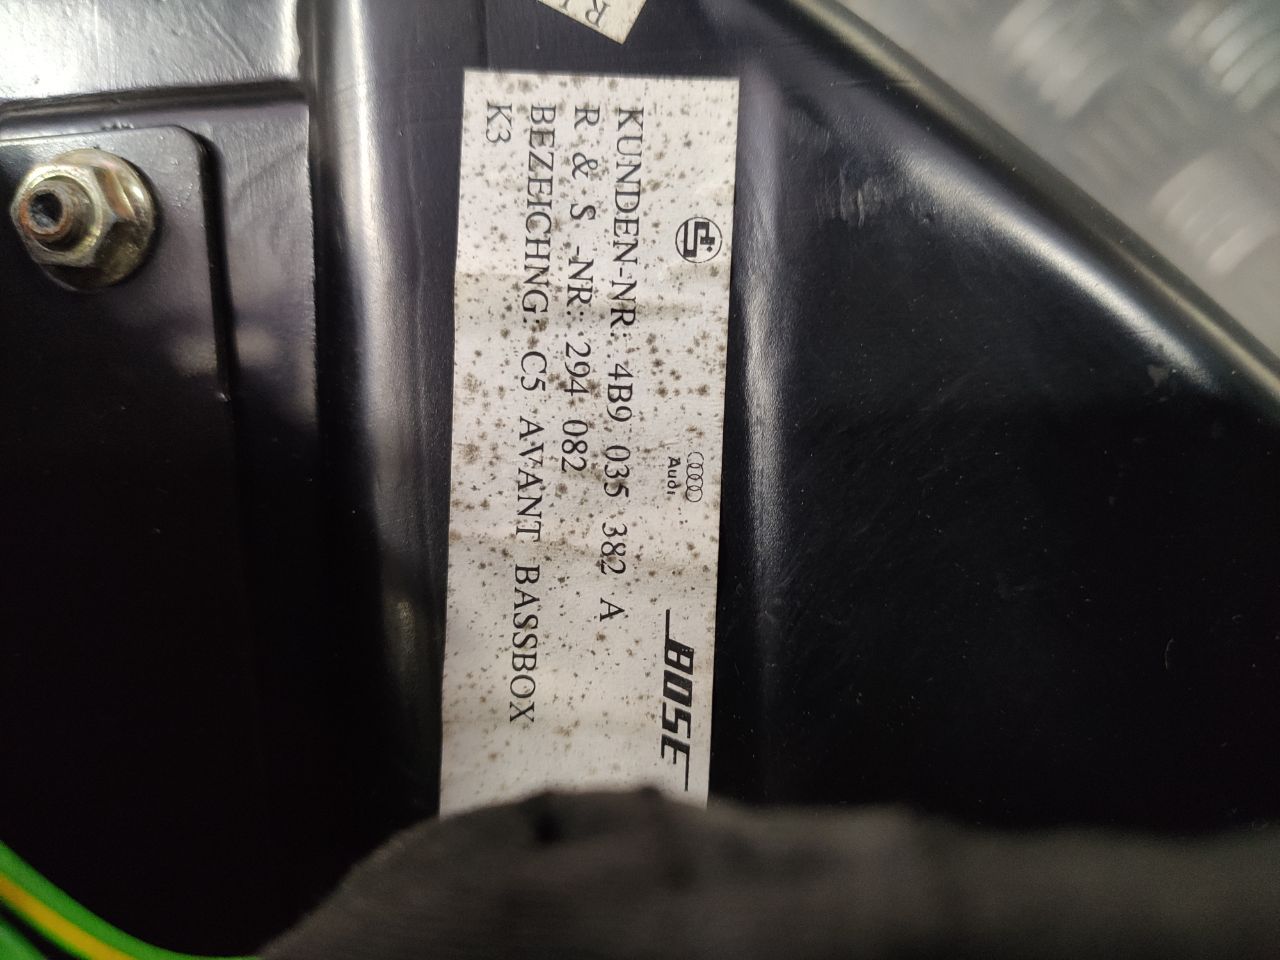 Audi
BOSE
KUNDEN-NR: 4B9 035 382 A
R & S -NR: 294 082
BEZEICHNG: C5 AVANT BASSBOX
K3